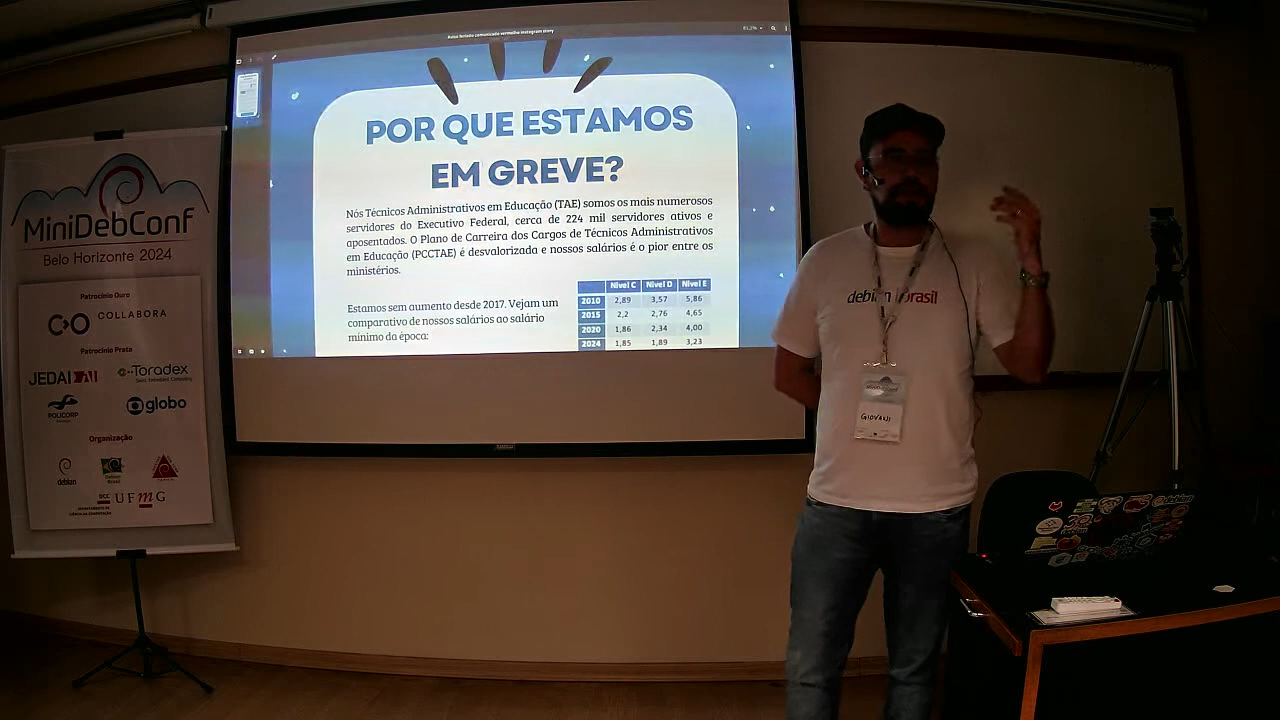 MiniDebConf
Belo Horizonte 2024
Patrocínio Ouro
COLLABORA
Patrocínio Prata
JEDAI
Toradex
POLICORP
globo
Organização
debian
DCC
UFMG
POR QUE ESTAMOS
EM GREVE?
Nós Técnicos Administrativos em Educação (TAE) somos os mais numerosos
servidores do Executivo Federal, cerca de 224 mil servidores ativos e
aposentados. O Plano de Carreira dos Cargos de Técnicos Administrativos
em Educação (PCCTAE) é desvalorizada e nossos salários é o pior entre os
ministérios.
Estamos sem aumento desde 2017. Vejam um
comparativo de nossos salários ao salário
mínimo da época:
Nível C Nível D Nível E
2010 2,89 3,57 5,86
2015 2,2 2,76 4,65
2020 1,86 2,34 4,00
2024 1,85 1,89 3,23
debian brasil
GIOVANI